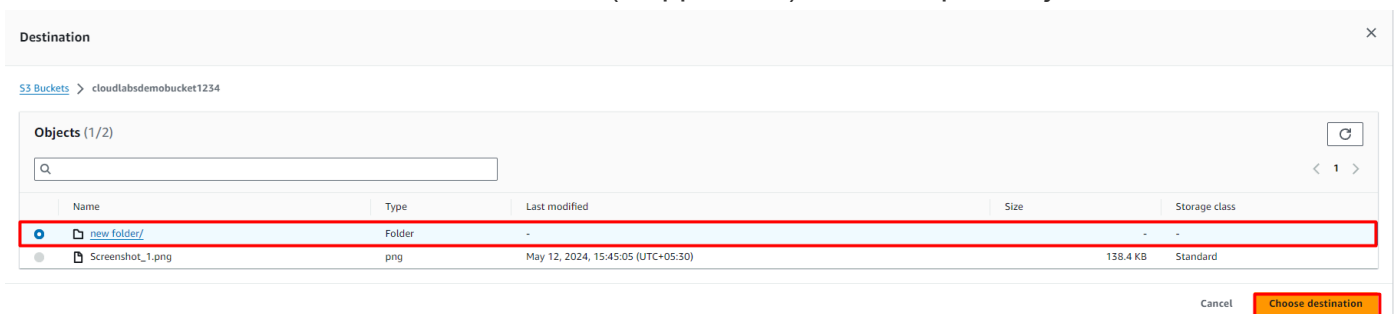 Destination
S3 Buckets > cloudlabsdemobucket1234
Objects (1/2)
< 1 >
Name Type Last modified Size Storage class
new folder/ Folder - - -
Screenshot_1.png png May 12, 2024, 15:45:05 (UTC+05:30) 138.4 KB Standard
Cancel Choose destination